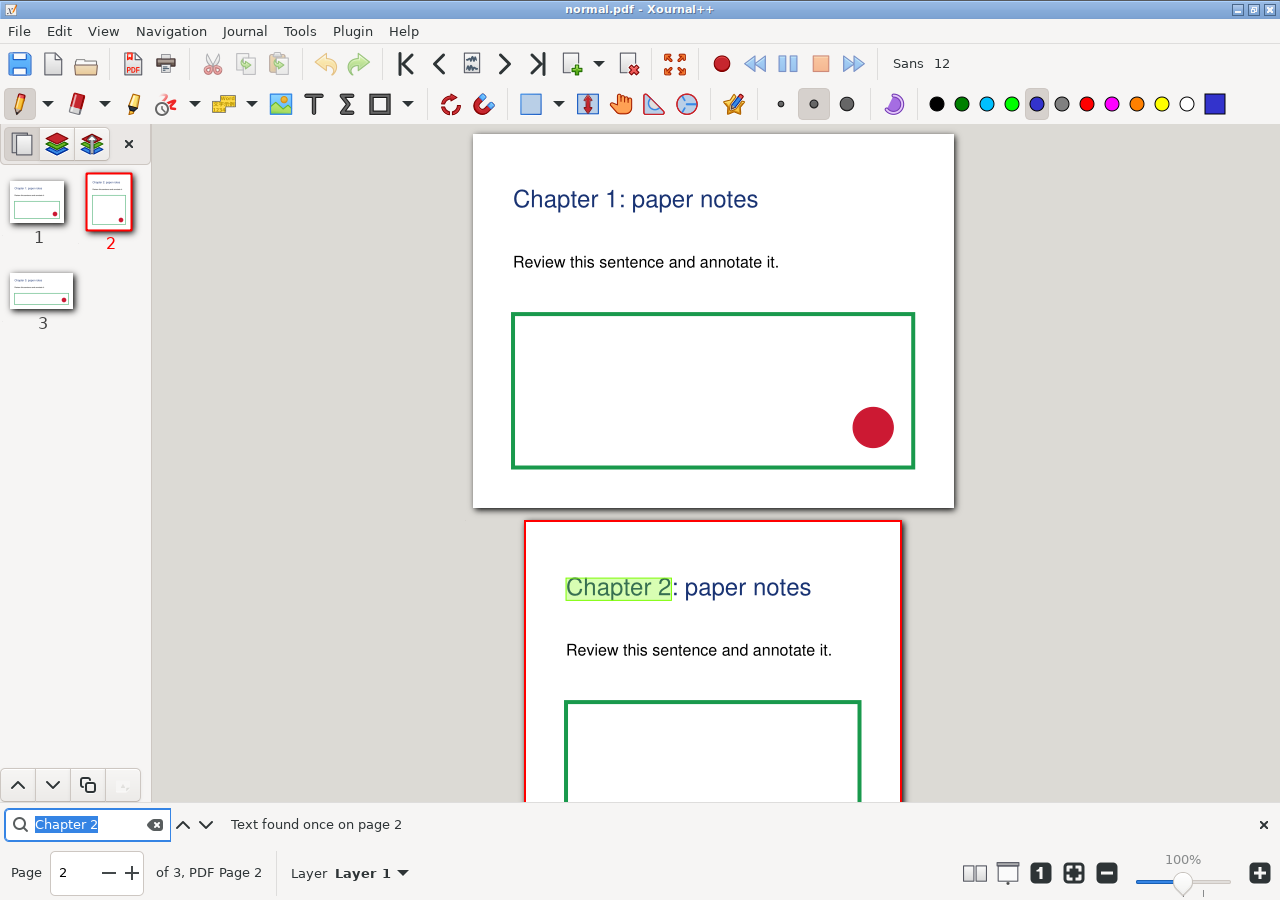 normal.pdf - Xournal++
File Edit View Navigation Journal Tools Plugin Help
Sans 12
1
2
3
Chapter 1: paper notes
Review this sentence and annotate it.
Chapter 2: paper notes
Review this sentence and annotate it.
Chapter 2
Text found once on page 2
Page 2 of 3, PDF Page 2 Layer Layer 1
100%